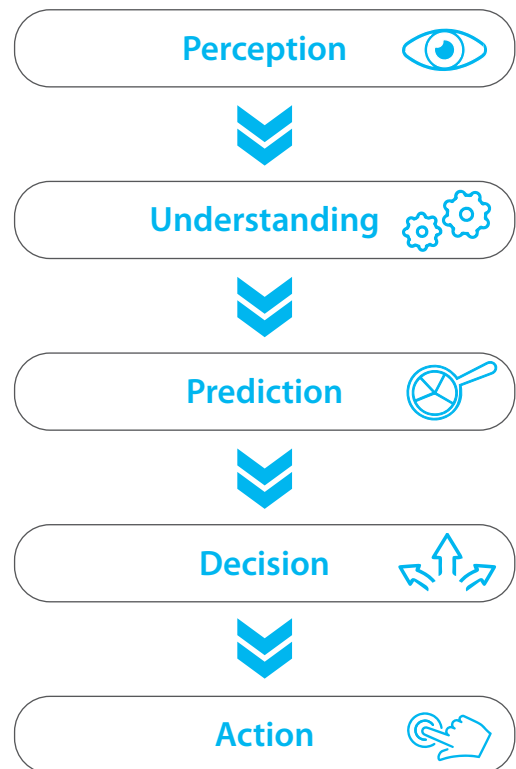 Perception
Understanding
Prediction
Decision
Action